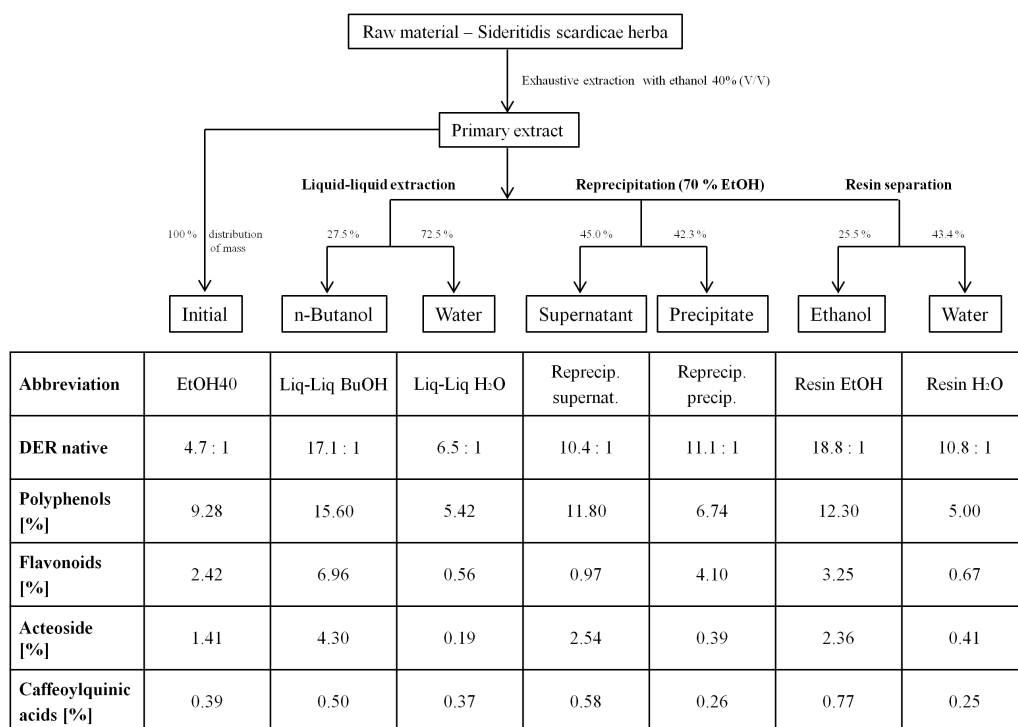 Raw material – Sideritidis scardicae herba
Exhaustive extraction with ethanol 40% (V/V)
Primary extract
Liquid-liquid extraction Reprecipitation (70 % EtOH) Resin separation
100 % distribution of mass 27.5 % 72.5 % 45.0 % 42.3 % 25.5 % 43.4 %
Initial n-Butanol Water Supernatant Precipitate Ethanol Water
Abbreviation EtOH40 Liq-Liq BuOH Liq-Liq H₂O Reprecip. supernat. Reprecip. precip. Resin EtOH Resin H₂O
DER native 4.7 : 1 17.1 : 1 6.5 : 1 10.4 : 1 11.1 : 1 18.8 : 1 10.8 : 1
Polyphenols [%] 9.28 15.60 5.42 11.80 6.74 12.30 5.00
Flavonoids [%] 2.42 6.96 0.56 0.97 4.10 3.25 0.67
Acteoside [%] 1.41 4.30 0.19 2.54 0.39 2.36 0.41
Caffeoylquinic acids [%] 0.39 0.50 0.37 0.58 0.26 0.77 0.25